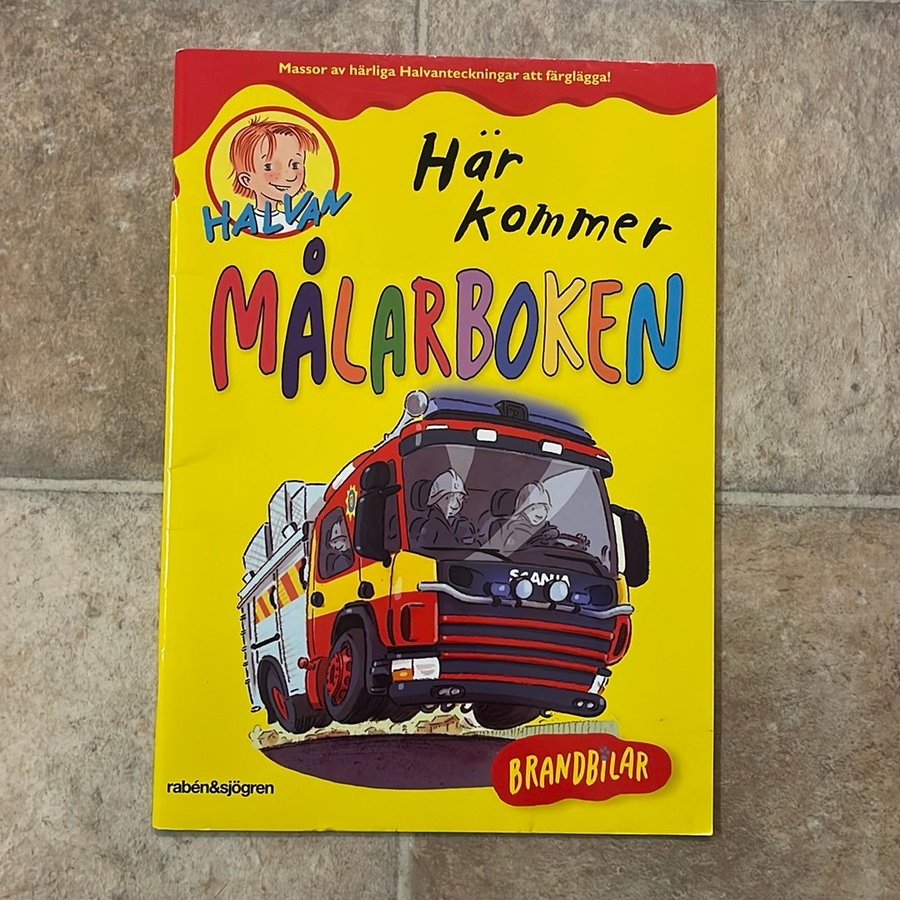 Massor av härliga Halvanteckningar att färglägga!
HALVAN
Här
kommer
MÅLARBOKEN
SCANIA
BRANDBILAR
rabén&sjögren